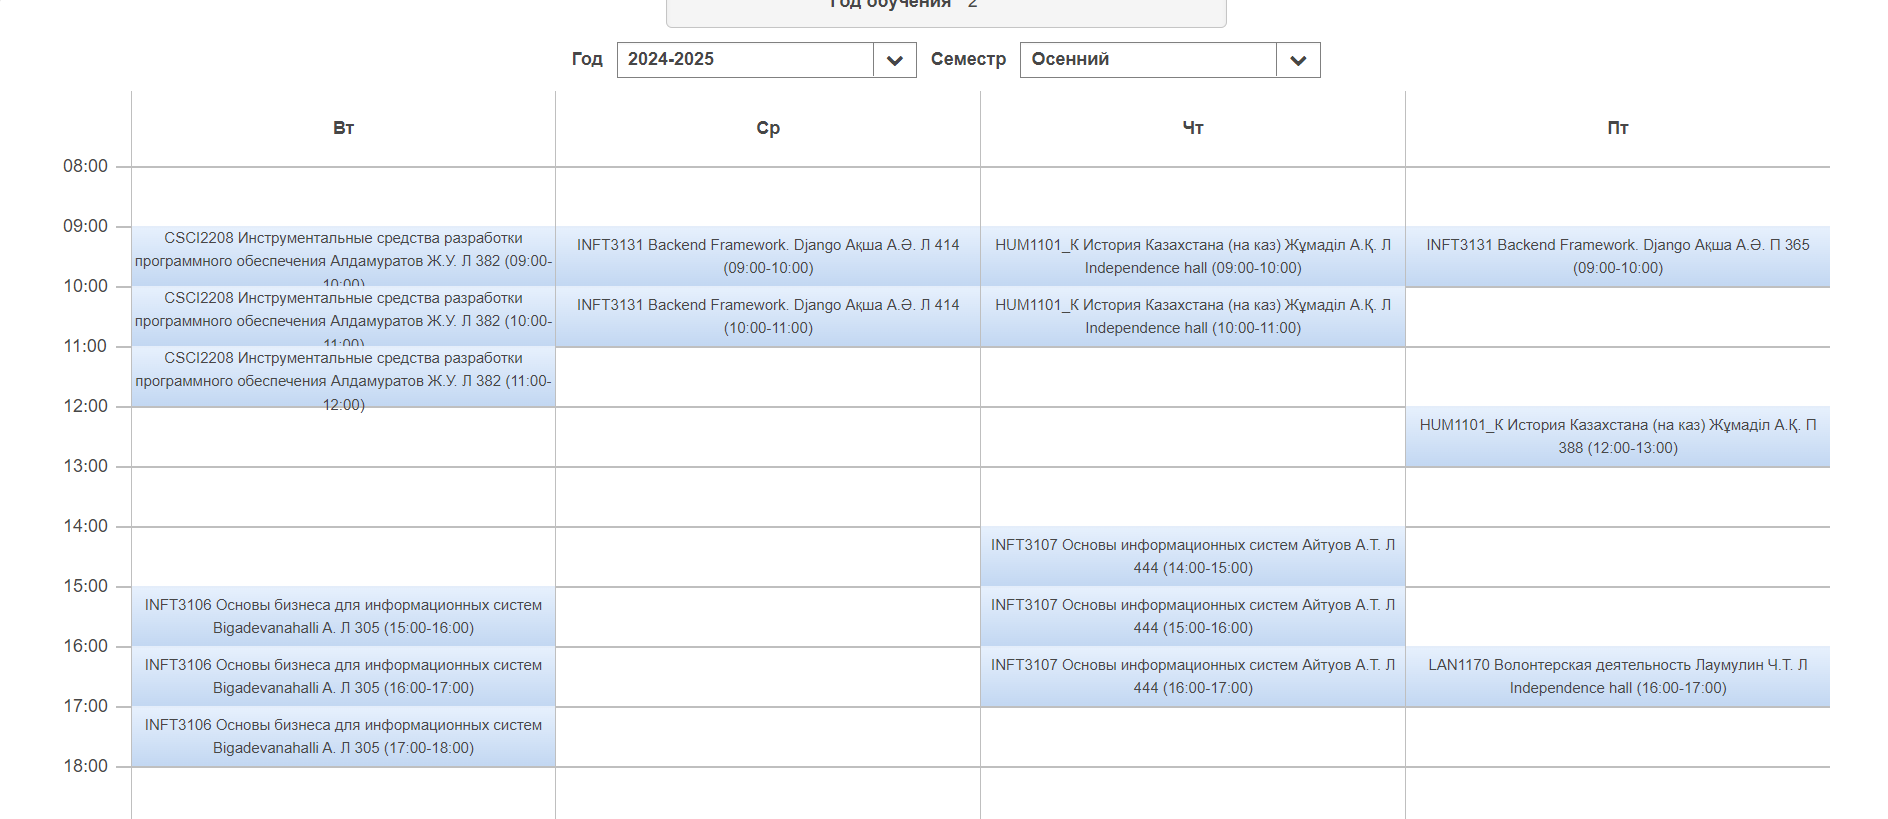 Год обучения 2
Год 2024-2025 Семестр Осенний
Вт Ср Чт Пт
08:00
09:00
CSCI2208 Инструментальные средства разработки
программного обеспечения Алдамуратов Ж.У. Л 382 (09:00-
10:00)
INFT3131 Backend Framework. Django Ақша А.Ә. Л 414
(09:00-10:00)
HUM1101_К История Казахстана (на каз) Жұмаділ А.Қ. Л
Independence hall (09:00-10:00)
INFT3131 Backend Framework. Django Ақша А.Ә. П 365
(09:00-10:00)
10:00
CSCI2208 Инструментальные средства разработки
программного обеспечения Алдамуратов Ж.У. Л 382 (10:00-
11:00)
INFT3131 Backend Framework. Django Ақша А.Ә. Л 414
(10:00-11:00)
HUM1101_К История Казахстана (на каз) Жұмаділ А.Қ. Л
Independence hall (10:00-11:00)
11:00
CSCI2208 Инструментальные средства разработки
программного обеспечения Алдамуратов Ж.У. Л 382 (11:00-
12:00)
12:00
HUM1101_К История Казахстана (на каз) Жұмаділ А.Қ. П
388 (12:00-13:00)
13:00
14:00
INFT3107 Основы информационных систем Айтуов А.Т. Л
444 (14:00-15:00)
15:00
INFT3106 Основы бизнеса для информационных систем
Bigadevanahalli A. Л 305 (15:00-16:00)
INFT3107 Основы информационных систем Айтуов А.Т. Л
444 (15:00-16:00)
16:00
INFT3106 Основы бизнеса для информационных систем
Bigadevanahalli A. Л 305 (16:00-17:00)
INFT3107 Основы информационных систем Айтуов А.Т. Л
444 (16:00-17:00)
LAN1170 Волонтерская деятельность Лаумулин Ч.Т. Л
Independence hall (16:00-17:00)
17:00
INFT3106 Основы бизнеса для информационных систем
Bigadevanahalli A. Л 305 (17:00-18:00)
18:00